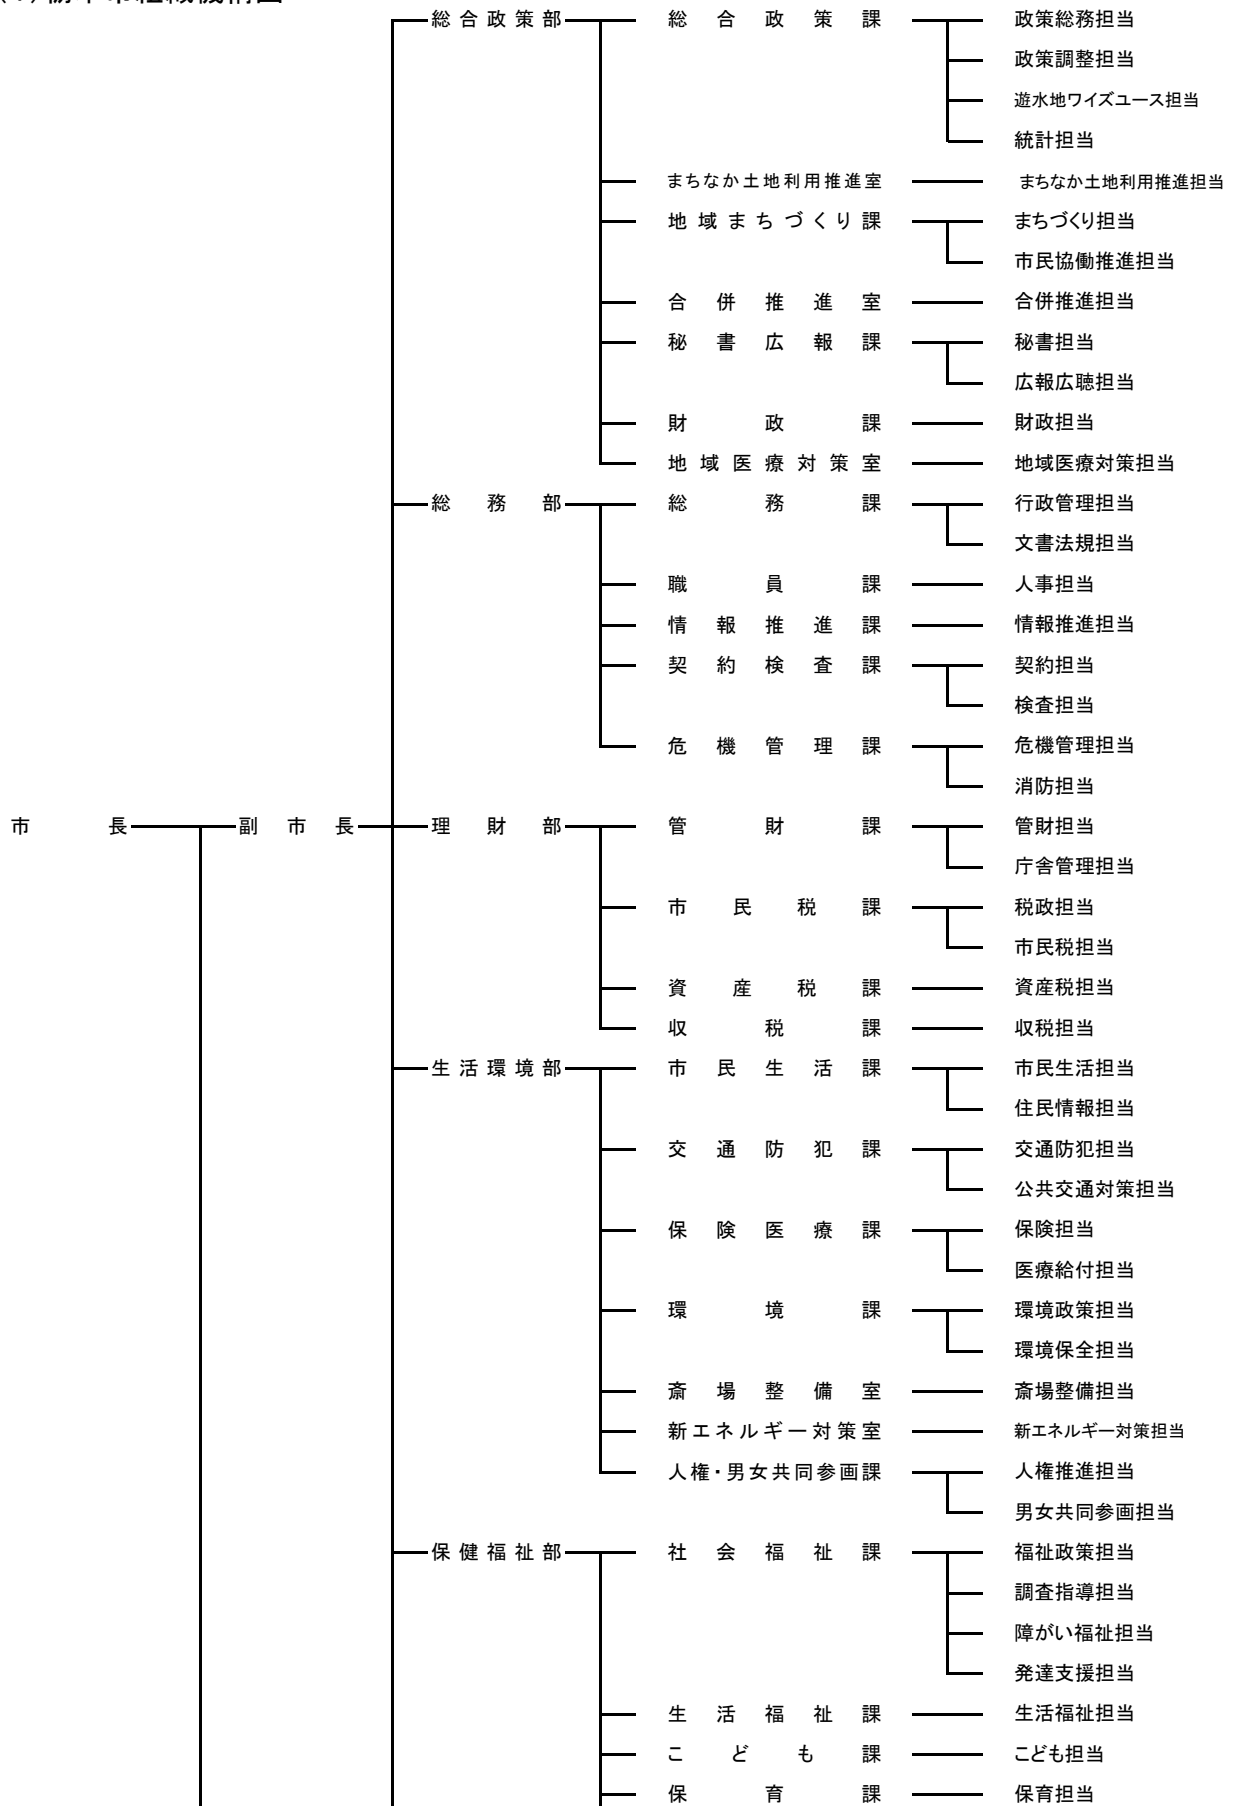 総合政策部 総合政策課 政策総務担当
政策調整担当
遊水地ワイズユース担当
統計担当
まちなか土地利用推進室 まちなか土地利用推進担当
地域まちづくり課 まちづくり担当
市民協働推進担当
合併推進室 合併推進担当
秘書広報課 秘書担当
広報広聴担当
財政課 財政担当
地域医療対策室 地域医療対策担当
総務部 総務課 行政管理担当
文書法規担当
職員課 人事担当
情報推進課 情報推進担当
契約検査課 契約担当
検査担当
危機管理課 危機管理担当
消防担当
市長 副市長 理財部 管財課 管財担当
庁舎管理担当
市民税課 税政担当
市民税担当
資産税課 資産税担当
収税課 収税担当
生活環境部 市民生活課 市民生活担当
住民情報担当
交通防犯課 交通防犯担当
公共交通対策担当
保険医療課 保険担当
医療給付担当
環境課 環境政策担当
環境保全担当
斎場整備室 斎場整備担当
新エネルギー対策室 新エネルギー対策担当
人権・男女共同参画課 人権推進担当
男女共同参画担当
保健福祉部 社会福祉課 福祉政策担当
調査指導担当
障がい福祉担当
発達支援担当
生活福祉課 生活福祉担当
こども課 こども担当
保育課 保育担当